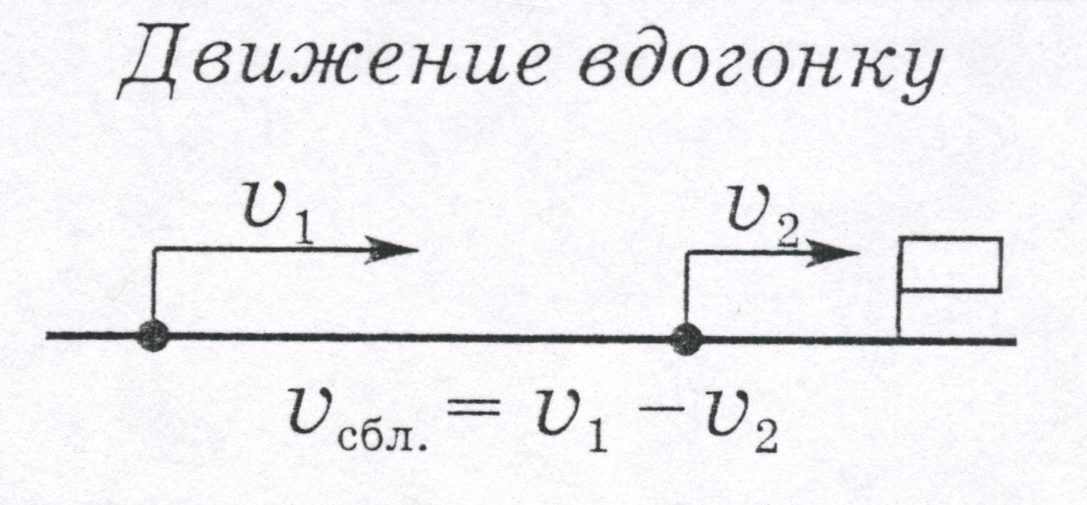 Движение вдогонку
v₁ v₂
vсбл. = v₁ − v₂